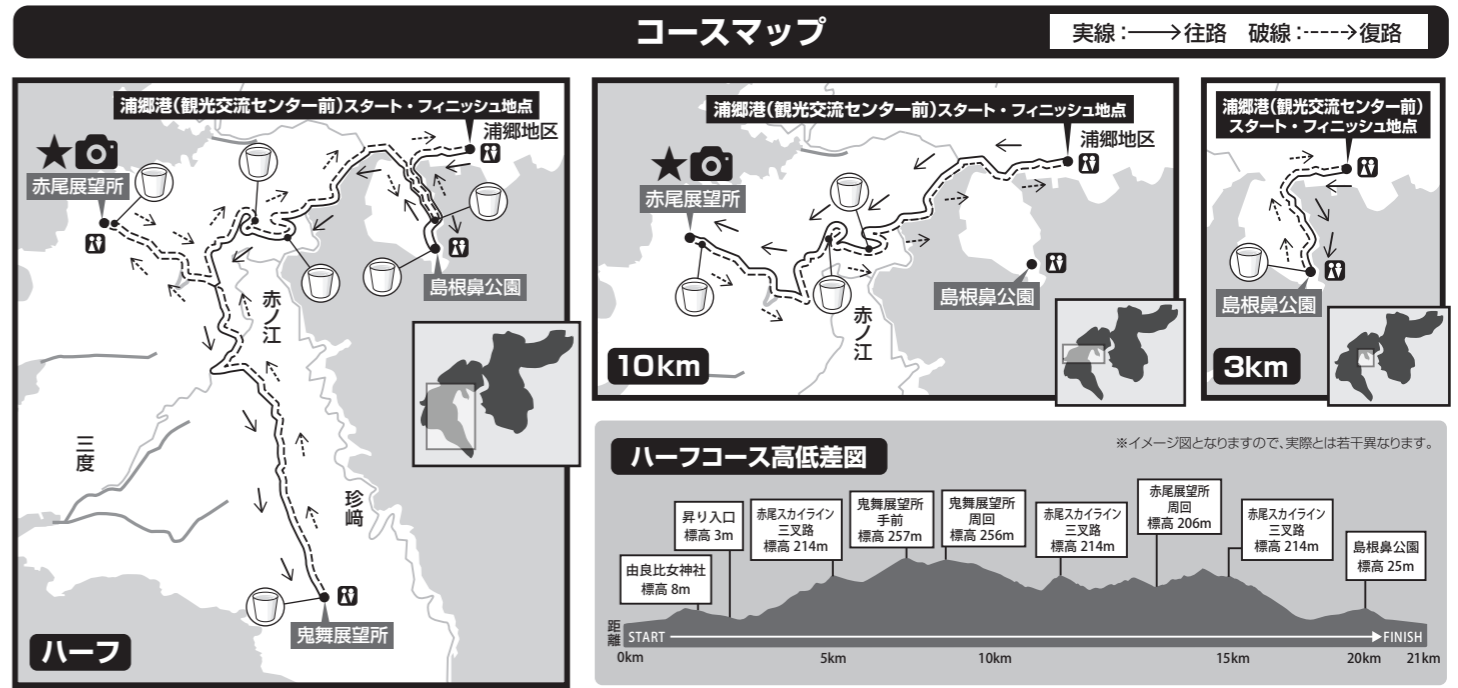 コースマップ
実線:――→往路 破線:-----→復路
浦郷港(観光交流センター前)スタート・フィニッシュ地点
浦郷地区
★
赤尾展望所
島根鼻公園
赤ノ江
三度
珍﨑
鬼舞展望所
ハーフ
浦郷港(観光交流センター前)スタート・フィニッシュ地点
浦郷地区
★
赤尾展望所
島根鼻公園
赤ノ江
10km
浦郷港(観光交流センター前)
スタート・フィニッシュ地点
島根鼻公園
3km
ハーフコース高低差図
※イメージ図となりますので、実際とは若干異なります。
由良比女神社
標高 8m
昇り入口
標高 3m
赤尾スカイライン
三叉路
標高 214m
鬼舞展望所
手前
標高 257m
鬼舞展望所
周回
標高 256m
赤尾スカイライン
三叉路
標高 214m
赤尾展望所
周回
標高 206m
赤尾スカイライン
三叉路
標高 214m
島根鼻公園
標高 25m
距離
START
FINISH
0km
5km
10km
15km
20km
21km